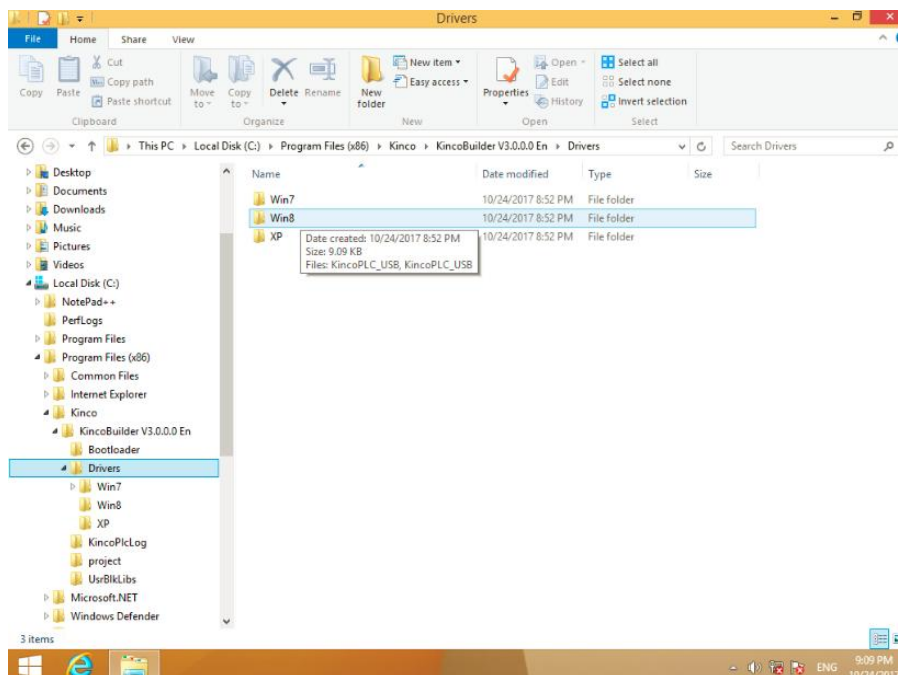 Drivers
File Home Share View
Copy
Paste
Cut
Copy path
Paste shortcut
Clipboard
Move to
Copy to
Delete
Rename
Organize
New folder
New item
Easy access
New
Properties
Open
Edit
History
Open
Select all
Select none
Invert selection
Select
This PC Local Disk (C:) Program Files (x86) Kinco KincoBuilder V3.0.0.0 En Drivers
Search Drivers
Desktop
Documents
Downloads
Music
Pictures
Videos
Local Disk (C:)
NotePad++
PerfLogs
Program Files
Program Files (x86)
Common Files
Internet Explorer
Kinco
KincoBuilder V3.0.0.0 En
Bootloader
Drivers
Win7
Win8
XP
KincoPlcLog
project
UsrBlkLibs
Microsoft.NET
Windows Defender
Name Date modified Type Size
Win7 10/24/2017 8:52 PM File folder
Win8 10/24/2017 8:52 PM File folder
XP 10/24/2017 8:52 PM File folder
Date created: 10/24/2017 8:52 PM
Size: 9.09 KB
Files: KincoPLC_USB, KincoPLC_USB
3 items
ENG
9:09 PM
10/24/2017